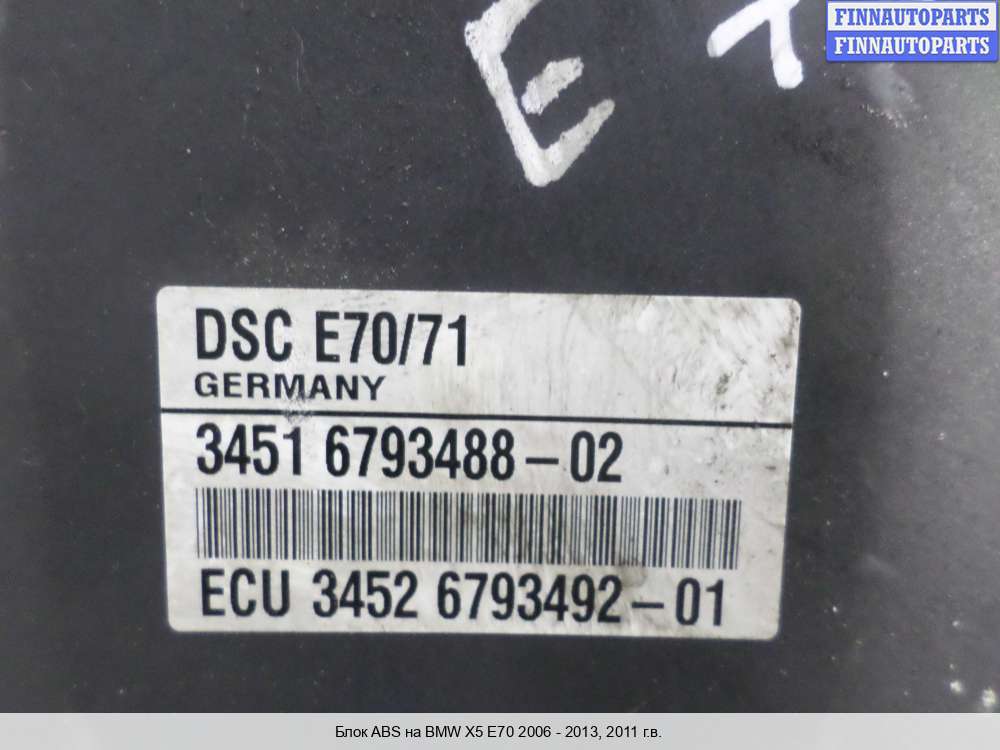 FINNAUTOPARTS
FINNAUTOPARTS
E
DSC E70/71
GERMANY
3451 6793488-02
ECU 3452 6793492-01
Блок ABS на BMW X5 E70 2006 - 2013, 2011 г.в.